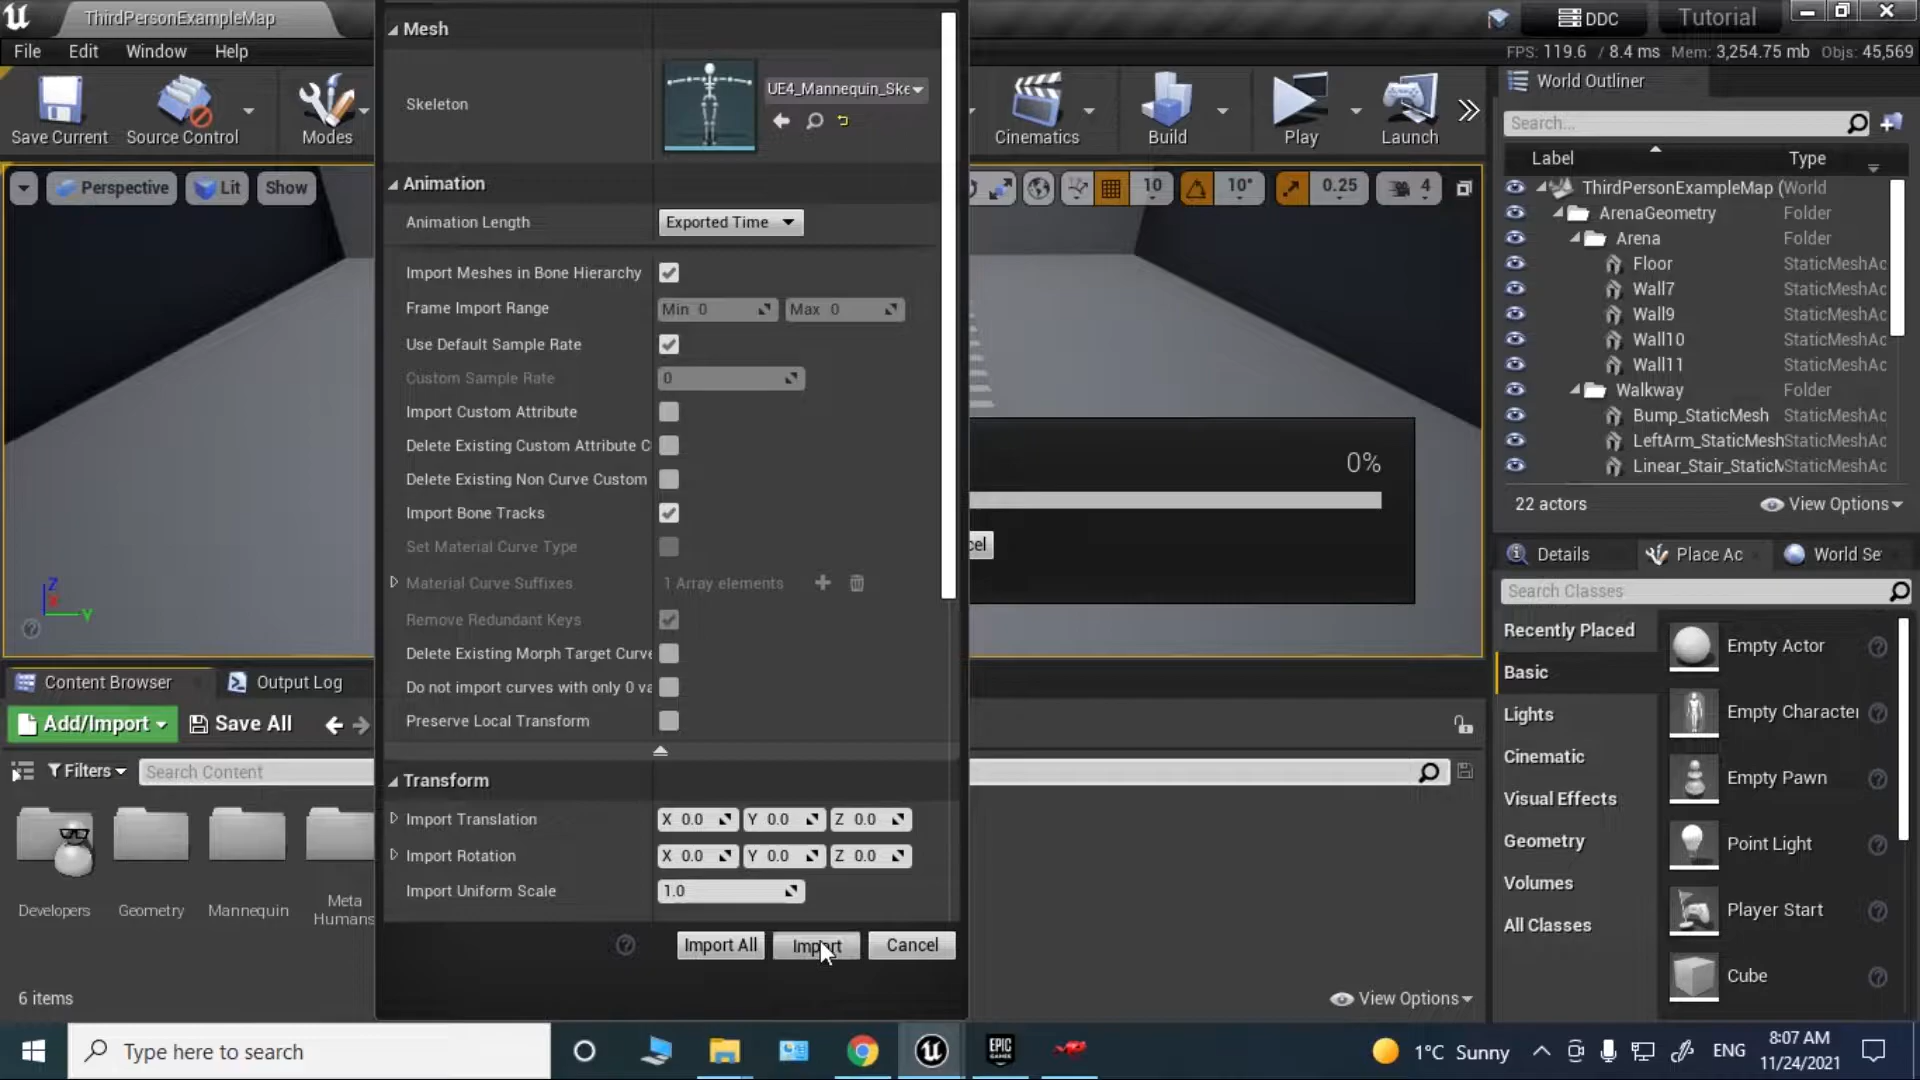 ThirdPersonExampleMap
DDC
Tutorial
File Edit Window Help
FPS: 119.6 / 8.4 ms Mem: 3,254.75 mb Objs: 45,569
Save Current
Source Control
Modes
Cinematics
Build
Play
Launch
Perspective
Lit
Show
10
10°
0.25
4
Mesh
Skeleton
UE4_Mannequin_Ske
Animation
Animation Length
Exported Time
Import Meshes in Bone Hierarchy
Frame Import Range
Min 0
Max 0
Use Default Sample Rate
Custom Sample Rate
0
Import Custom Attribute
Delete Existing Custom Attribute C
Delete Existing Non Curve Custom
Import Bone Tracks
Set Material Curve Type
Material Curve Suffixes
1 Array elements
Remove Redundant Keys
Delete Existing Morph Target Curve
Do not import curves with only 0 va
Preserve Local Transform
Transform
Import Translation
X 0.0 Y 0.0 Z 0.0
Import Rotation
X 0.0 Y 0.0 Z 0.0
Import Uniform Scale
1.0
Import All
Import
Cancel
0%
cel
World Outliner
Search...
Label Type
ThirdPersonExampleMap (World
ArenaGeometry Folder
Arena Folder
Floor StaticMeshAc
Wall7 StaticMeshAc
Wall9 StaticMeshAc
Wall10 StaticMeshAc
Wall11 StaticMeshAc
Walkway Folder
Bump_StaticMesh StaticMeshAc
LeftArm_StaticMesh StaticMeshAc
Linear_Stair_StaticM StaticMeshAc
22 actors
View Options
Details
Place Ac
World Se
Search Classes
Recently Placed
Basic
Lights
Cinematic
Visual Effects
Geometry
Volumes
All Classes
Empty Actor
Empty Character
Empty Pawn
Point Light
Player Start
Cube
Z
Y
Content Browser
Output Log
Add/Import
Save All
Filters
Search Content
Developers
Geometry
Mannequin
Meta
Humans
6 items
View Options
Type here to search
EPIC
GAMES
1°C Sunny
ENG
8:07 AM
11/24/2021